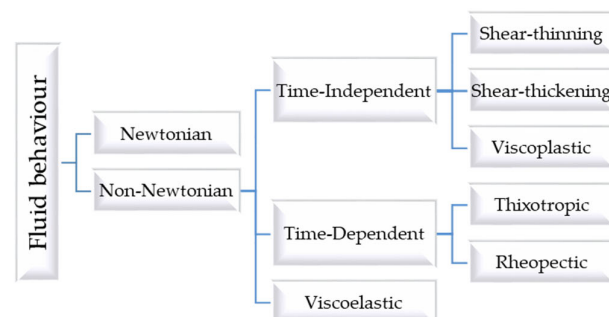 Fluid behaviour
Newtonian
Non-Newtonian
Time-Independent
Shear-thinning
Shear-thickening
Viscoplastic
Time-Dependent
Thixotropic
Rheopectic
Viscoelastic